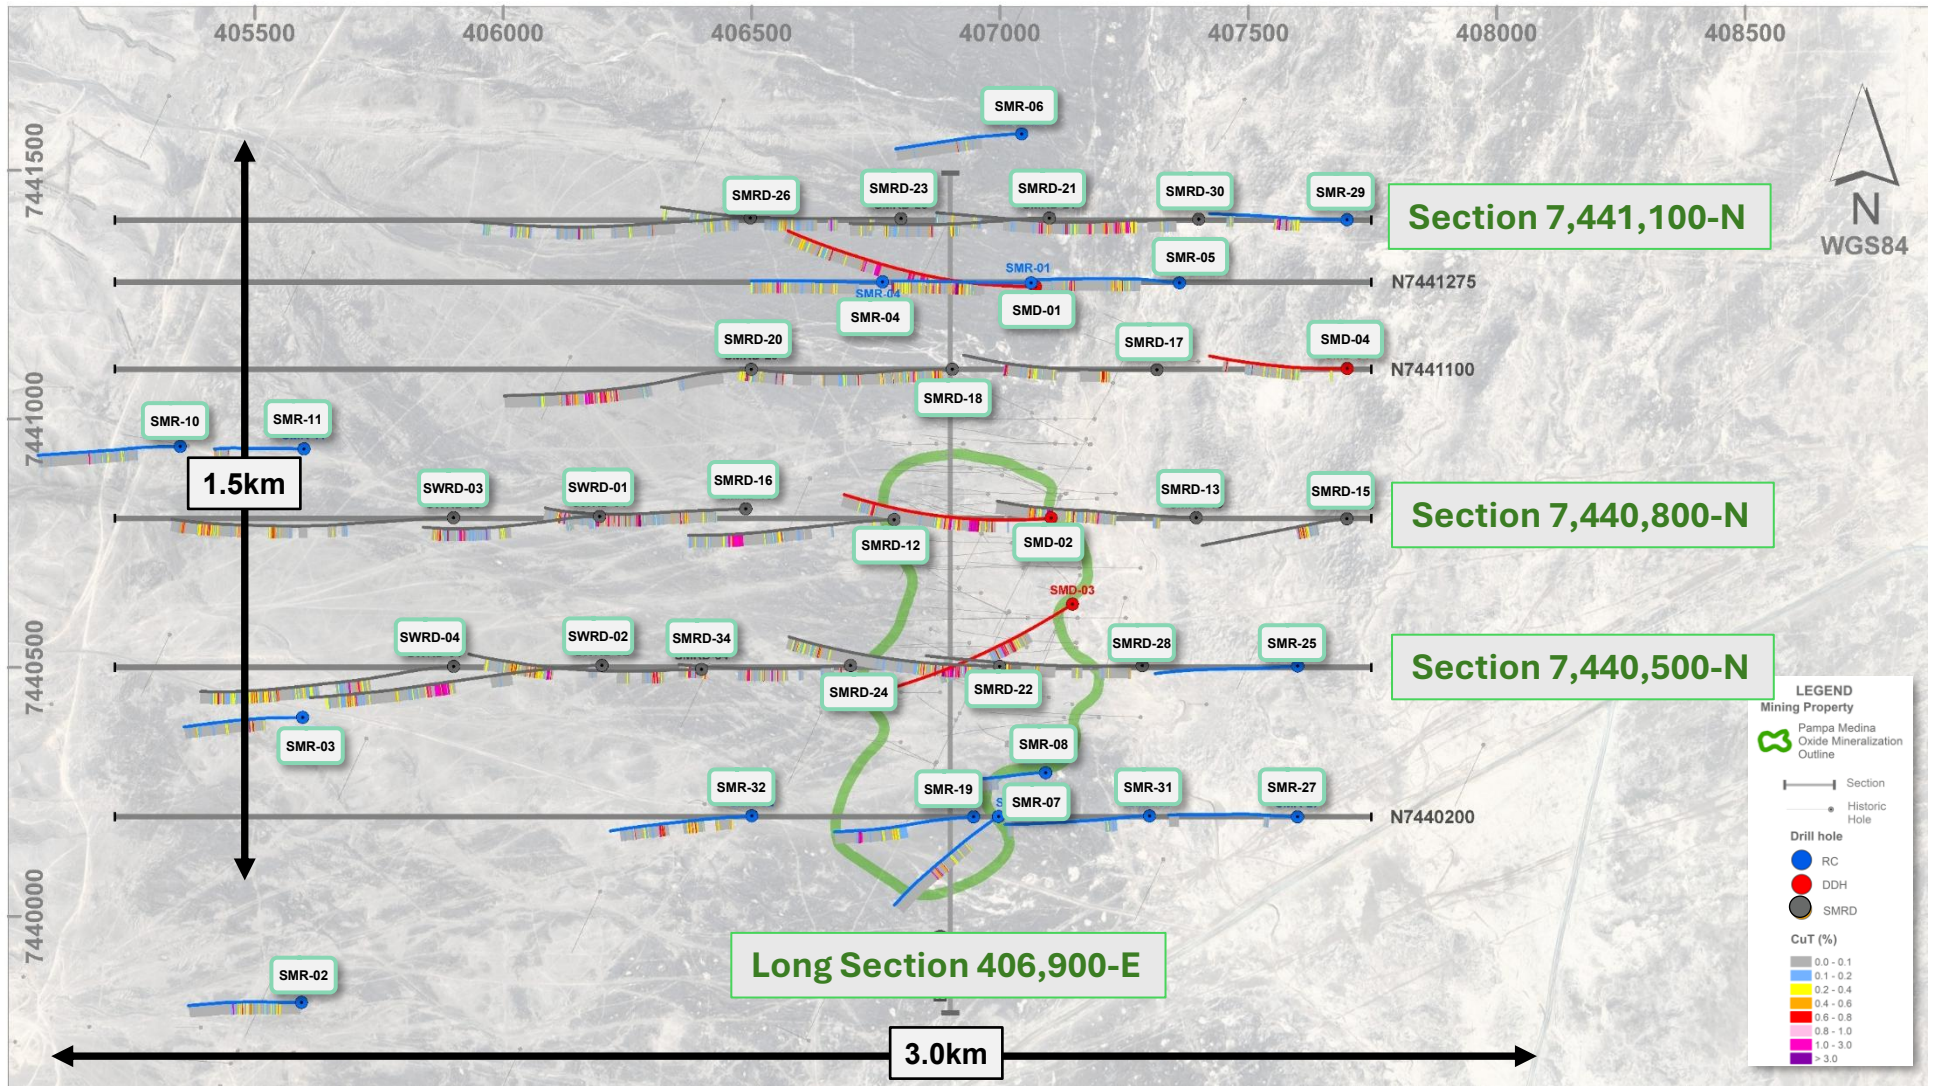 405500 406000 406500 407000 407500 408000 408500
7441500
7441000
7440500
7440000
SMR-06
SMRD-26
SMRD-23
SMRD-21
SMRD-30
SMR-29
Section 7,441,100-N
N
WGS84
SMR-01
SMR-05
SMR-04
SMR-04
SMD-01
N7441275
SMRD-20
SMRD-17
SMD-04
N7441100
SMRD-18
SMR-10
SMR-11
1.5km
SWRD-03
SWRD-01
SMRD-16
SMRD-13
SMRD-15
Section 7,440,800-N
SMRD-12
SMD-02
SMD-03
SWRD-04
SWRD-02
SMRD-34
SMRD-28
SMR-25
Section 7,440,500-N
SMRD-24
SMRD-22
SMR-03
SMR-08
SMR-32
SMR-19
SMR-07
SMR-31
SMR-27
N7440200
Long Section 406,900-E
SMR-02
3.0km
LEGEND
Mining Property
Pampa Medina
Oxide Mineralization
Outline
Section
Historic
Hole
Drill hole
RC
DDH
SMRD
CuT (%)
0.0 - 0.1
0.1 - 0.2
0.2 - 0.4
0.4 - 0.6
0.6 - 0.8
0.8 - 1.0
1.0 - 3.0
> 3.0